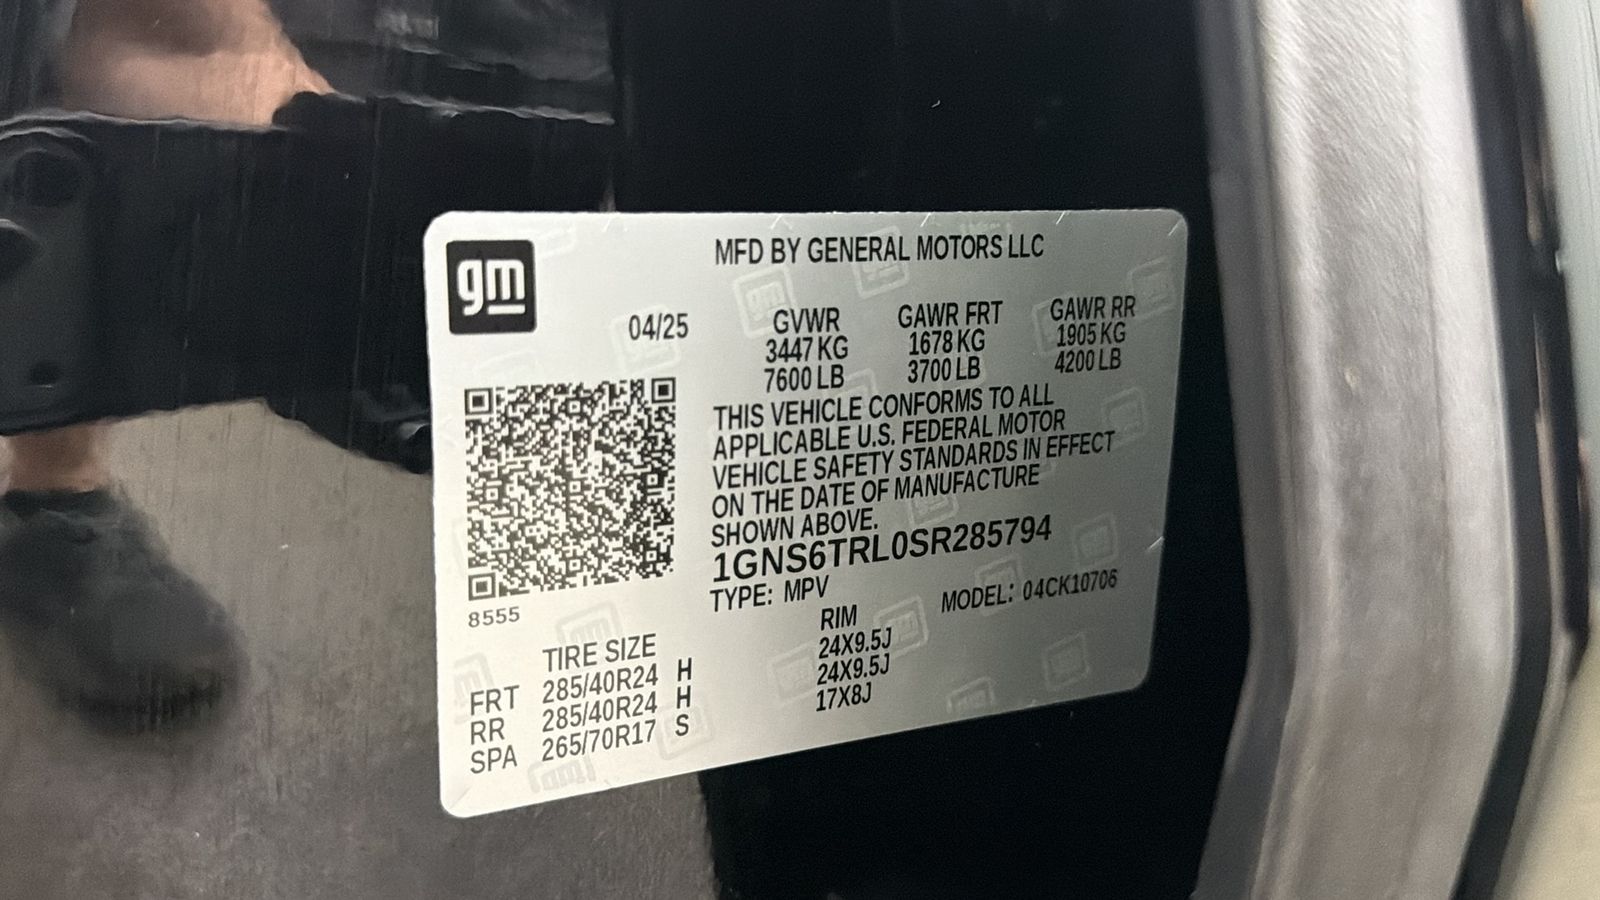 gm
MFD BY GENERAL MOTORS LLC
04/25
GVWR GAWR FRT GAWR RR
3447 KG 1678 KG 1905 KG
7600 LB 3700 LB 4200 LB
THIS VEHICLE CONFORMS TO ALL
APPLICABLE U.S. FEDERAL MOTOR
VEHICLE SAFETY STANDARDS IN EFFECT
ON THE DATE OF MANUFACTURE
SHOWN ABOVE.
1GNS6TRL0SR285794
TYPE: MPV MODEL: 04CK10706
8555
TIRE SIZE RIM
FRT 285/40R24 H 24X9.5J
RR 285/40R24 H 24X9.5J
SPA 265/70R17 S 17X8J